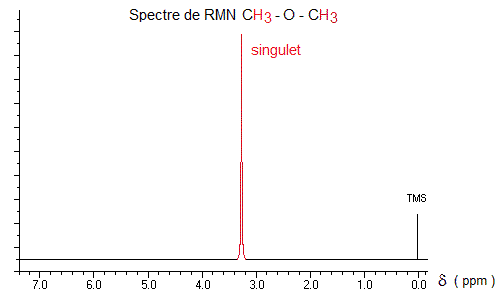 Spectre de RMN CH3 - O - CH3
singulet
TMS
7.0 6.0 5.0 4.0 3.0 2.0 1.0 0.0 δ ( ppm )